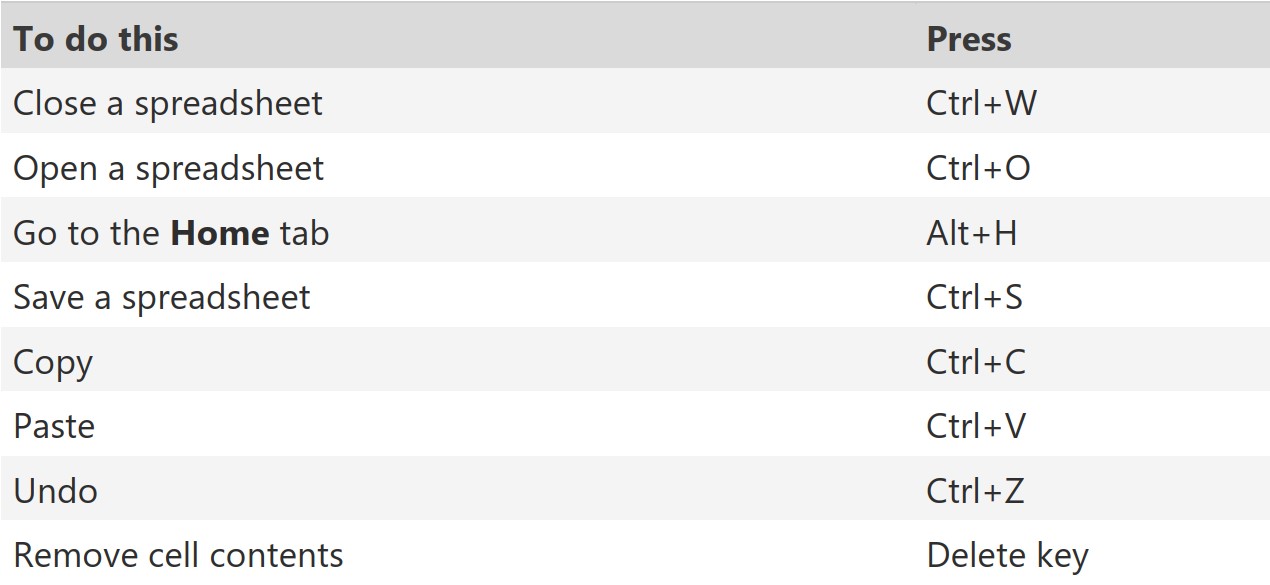 To do this Press
Close a spreadsheet Ctrl+W
Open a spreadsheet Ctrl+O
Go to the Home tab Alt+H
Save a spreadsheet Ctrl+S
Copy Ctrl+C
Paste Ctrl+V
Undo Ctrl+Z
Remove cell contents Delete key